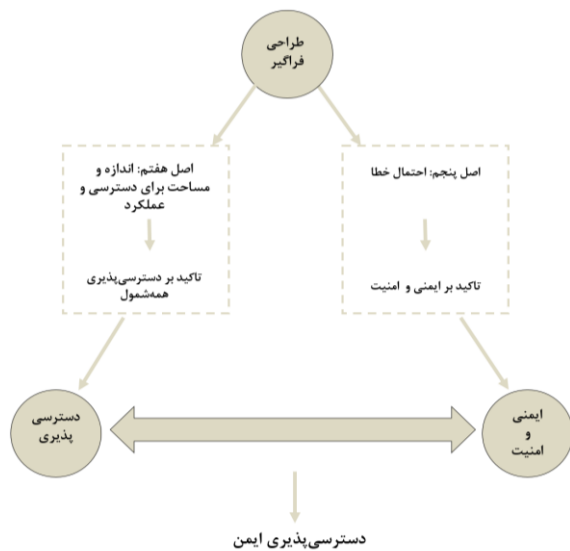 طراحی
فراگیر
اصل پنجم: احتمال خطا
تاکید بر ایمنی و امنیت
اصل هفتم: اندازه و
مساحت برای دسترسی و
عملکرد
تاکید بر دسترسی‌پذیری
همه‌شمول
ایمنی
و
امنیت
دسترسی
پذیری
دسترسی‌پذیری ایمن